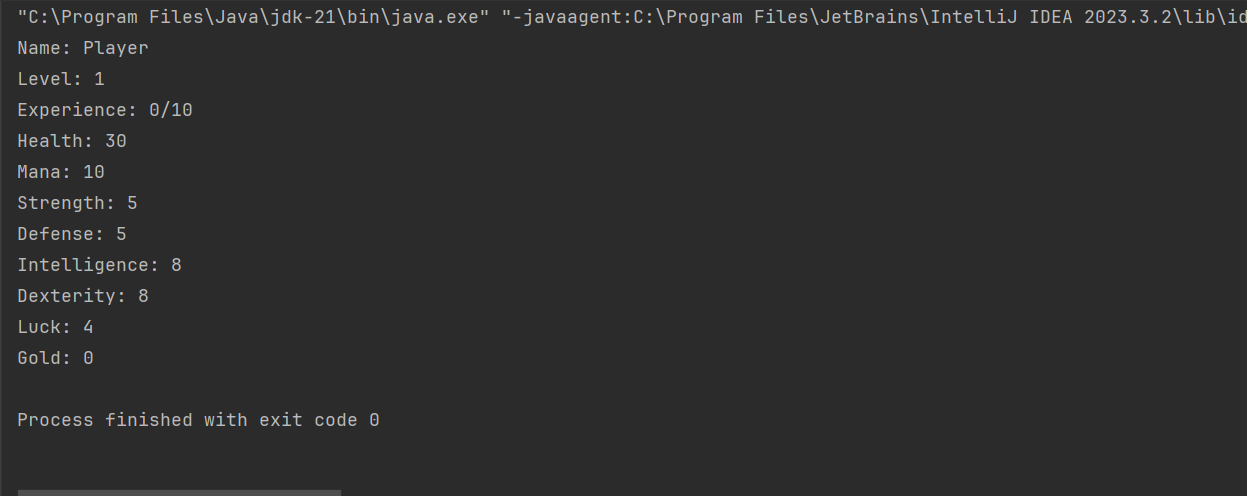 "C:\Program Files\Java\jdk-21\bin\java.exe" "-javaagent:C:\Program Files\JetBrains\IntelliJ IDEA 2023.3.2\lib\id
Name: Player
Level: 1
Experience: 0/10
Health: 30
Mana: 10
Strength: 5
Defense: 5
Intelligence: 8
Dexterity: 8
Luck: 4
Gold: 0
Process finished with exit code 0